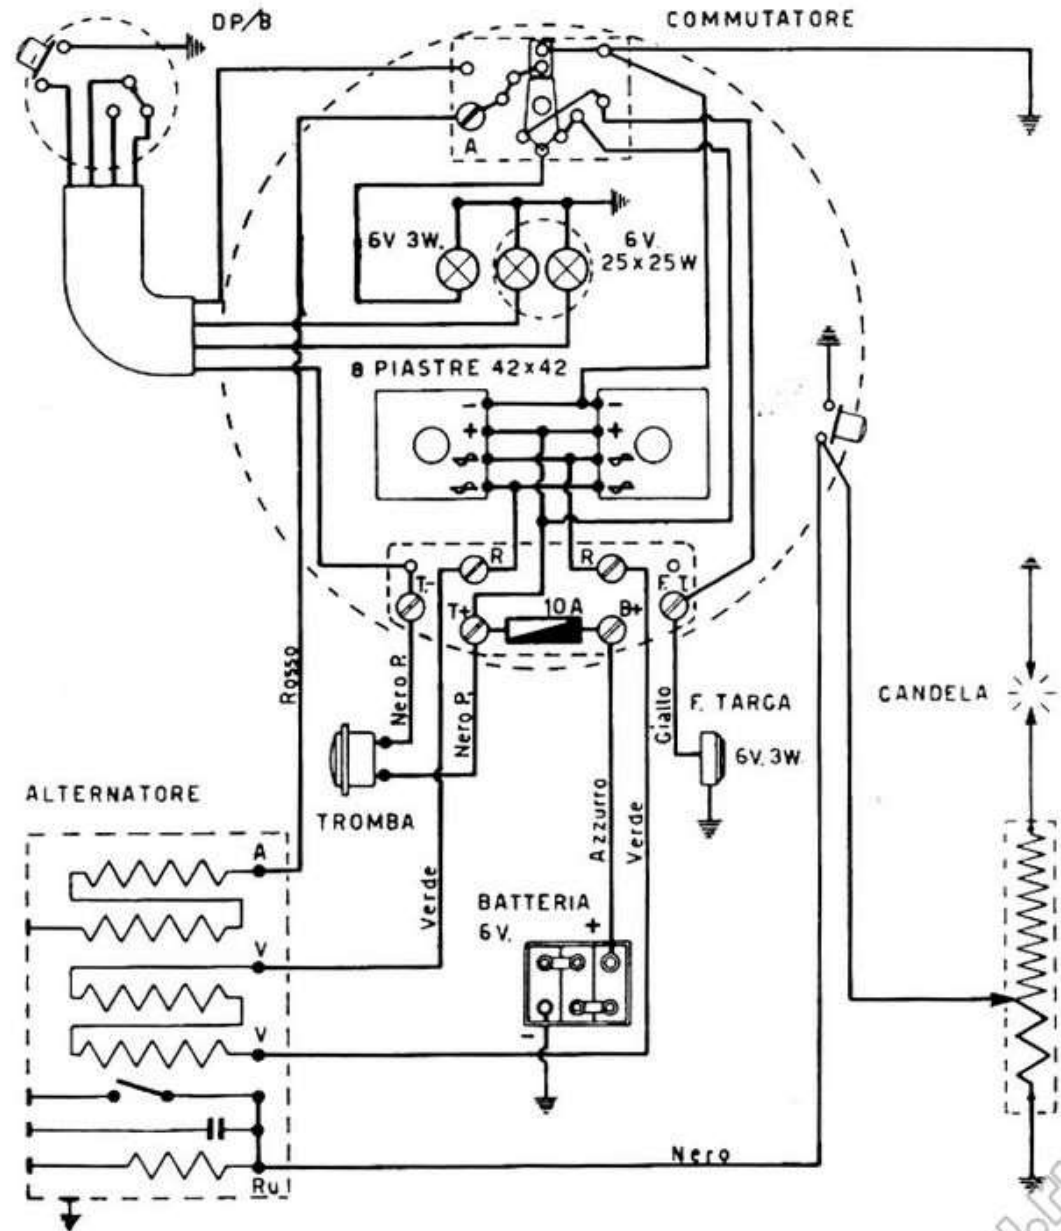 DP/B
COMMUTATORE
A
6V 3W.
6V.
25x25W
8 PIASTRE 42x42
-
-
+
+
R
R
T-
F.T.
T+
10A
B+
Rosso
Nero P.
Nero P.
Giallo
F. TARGA
CANDELA
6V. 3W.
ALTERNATORE
TROMBA
Azzurro
Verde
A
Verde
BATTERIA
6V.
+
V
-
V
Nero
Ru